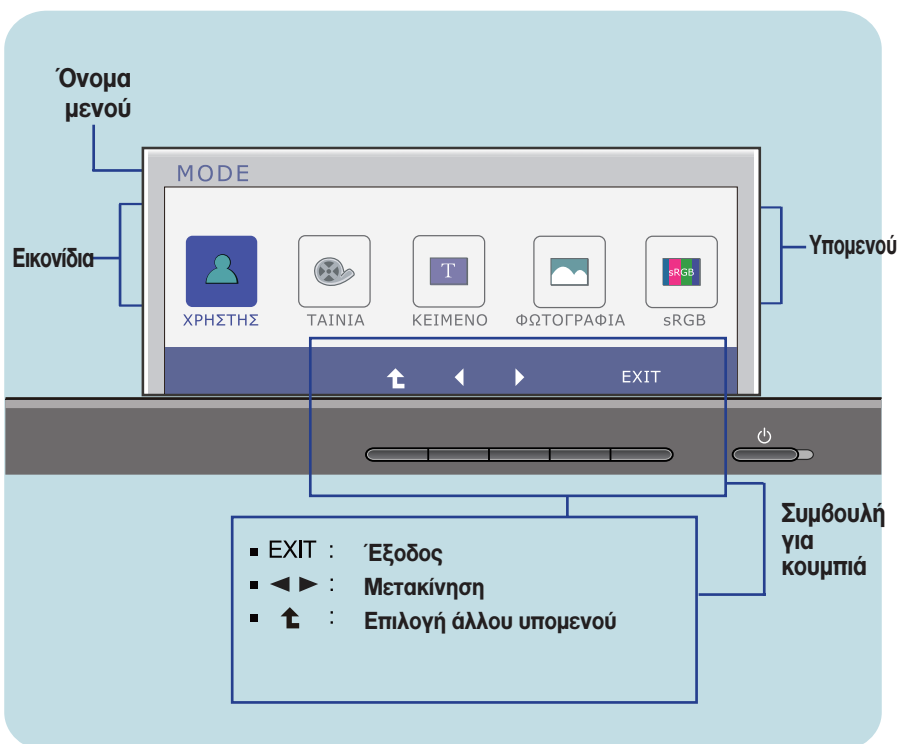 Όνομα
μενού
MODE
Εικονίδια
Υπομενού
T
sRGB
ΧΡΗΣΤΗΣ ΤΑΙΝΙΑ ΚΕΙΜΕΝΟ ΦΩΤΟΓΡΑΦΙΑ sRGB
EXIT
Συμβουλή
για
κουμπιά
▪ EXIT : Έξοδος
▪ ◄ ► : Μετακίνηση
▪ : Επιλογή άλλου υπομενού